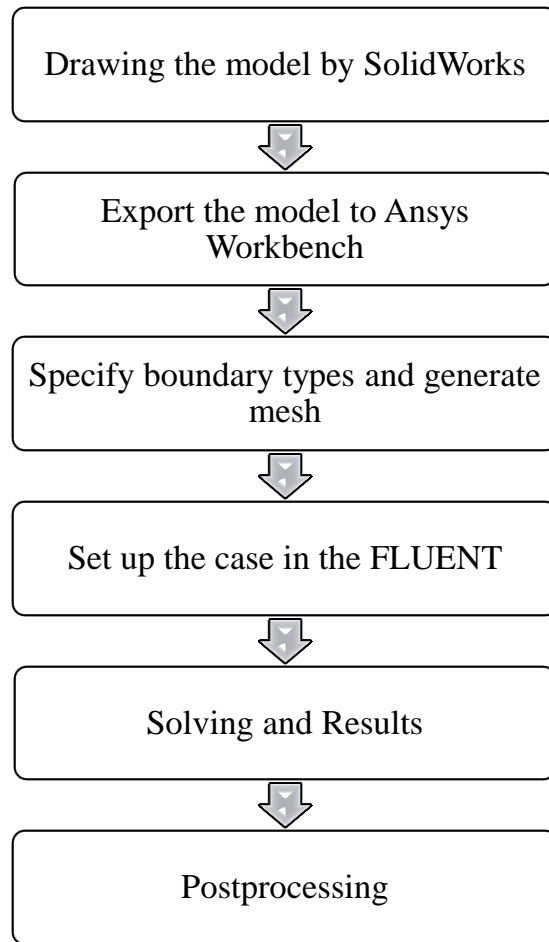 Drawing the model by SolidWorks
Export the model to Ansys
Workbench
Specify boundary types and generate
mesh
Set up the case in the FLUENT
Solving and Results
Postprocessing